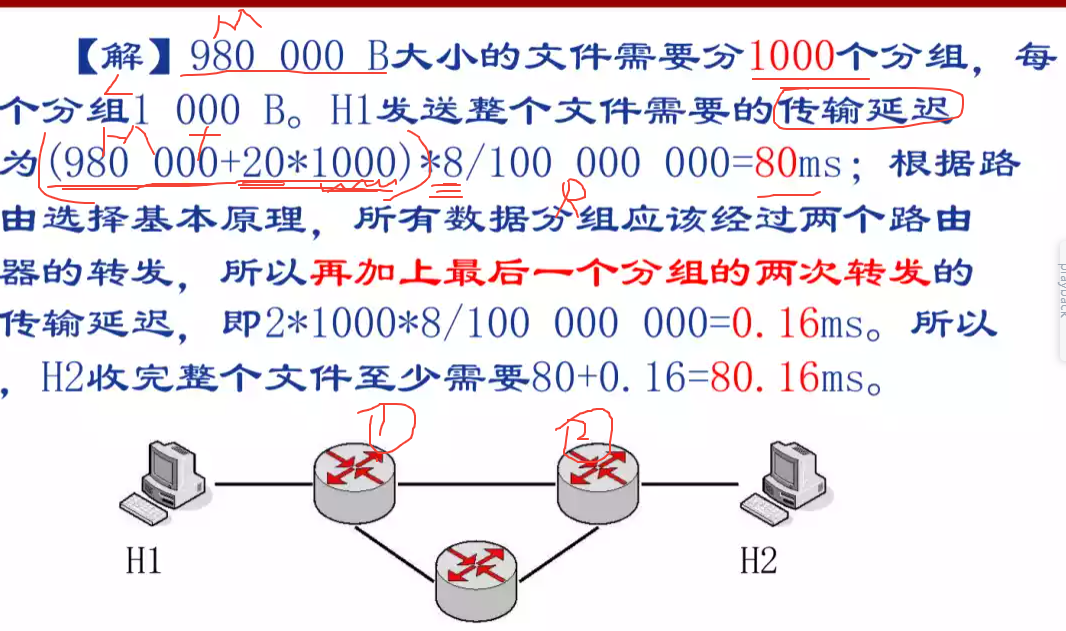 【解】980 000 B大小的文件需要分1000个分组，每
个分组1 000 B。H1发送整个文件需要的传输延迟
为(980 000+20*1000)*8/100 000 000=80ms；根据路
由选择基本原理，所有数据分组应该经过两个路由
器的转发，所以再加上最后一个分组的两次转发的
传输延迟，即2*1000*8/100 000 000=0.16ms。所以
，H2收完整个文件至少需要80+0.16=80.16ms。
1 2
H1 H2
playback